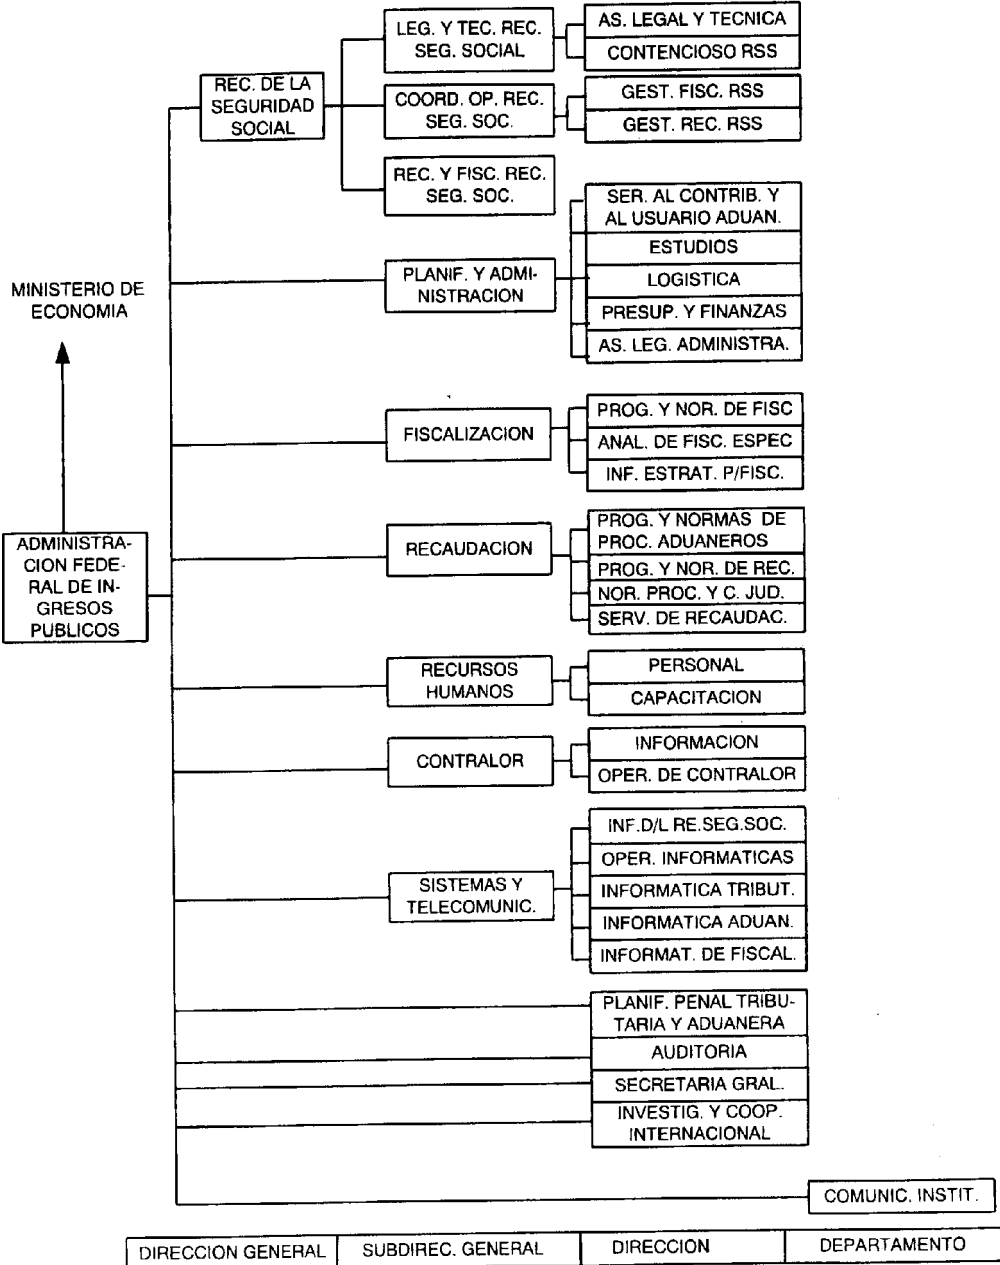 LEG. Y TEC. REC.
SEG. SOCIAL
AS. LEGAL Y TECNICA
CONTENCIOSO RSS
REC. DE LA
SEGURIDAD
SOCIAL
COORD. OP. REC.
SEG. SOC.
GEST. FISC. RSS
GEST. REC. RSS
REC. Y FISC. REC.
SEG. SOC.
MINISTERIO DE
ECONOMIA
PLANIF. Y ADMI-
NISTRACION
SER. AL CONTRIB. Y
AL USUARIO ADUAN.
ESTUDIOS
LOGISTICA
PRESUP. Y FINANZAS
AS. LEG. ADMINISTRA.
FISCALIZACION
PROG. Y NOR. DE FISC
ANAL. DE FISC. ESPEC
INF. ESTRAT. P/FISC.
ADMINISTRA-
CION FEDE-
RAL DE IN-
GRESOS
PUBLICOS
RECAUDACION
PROG. Y NORMAS DE
PROC. ADUANEROS
PROG. Y NOR. DE REC.
NOR. PROC. Y C. JUD.
SERV. DE RECAUDAC.
RECURSOS
HUMANOS
PERSONAL
CAPACITACION
CONTRALOR
INFORMACION
OPER. DE CONTRALOR
SISTEMAS Y
TELECOMUNIC.
INF.D/L RE.SEG.SOC.
OPER. INFORMATICAS
INFORMATICA TRIBUT.
INFORMATICA ADUAN.
INFORMAT. DE FISCAL.
PLANIF. PENAL TRIBU-
TARIA Y ADUANERA
AUDITORIA
SECRETARIA GRAL.
INVESTIG. Y COOP.
INTERNACIONAL
COMUNIC. INSTIT.
DIRECCION GENERAL
SUBDIREC. GENERAL
DIRECCION
DEPARTAMENTO